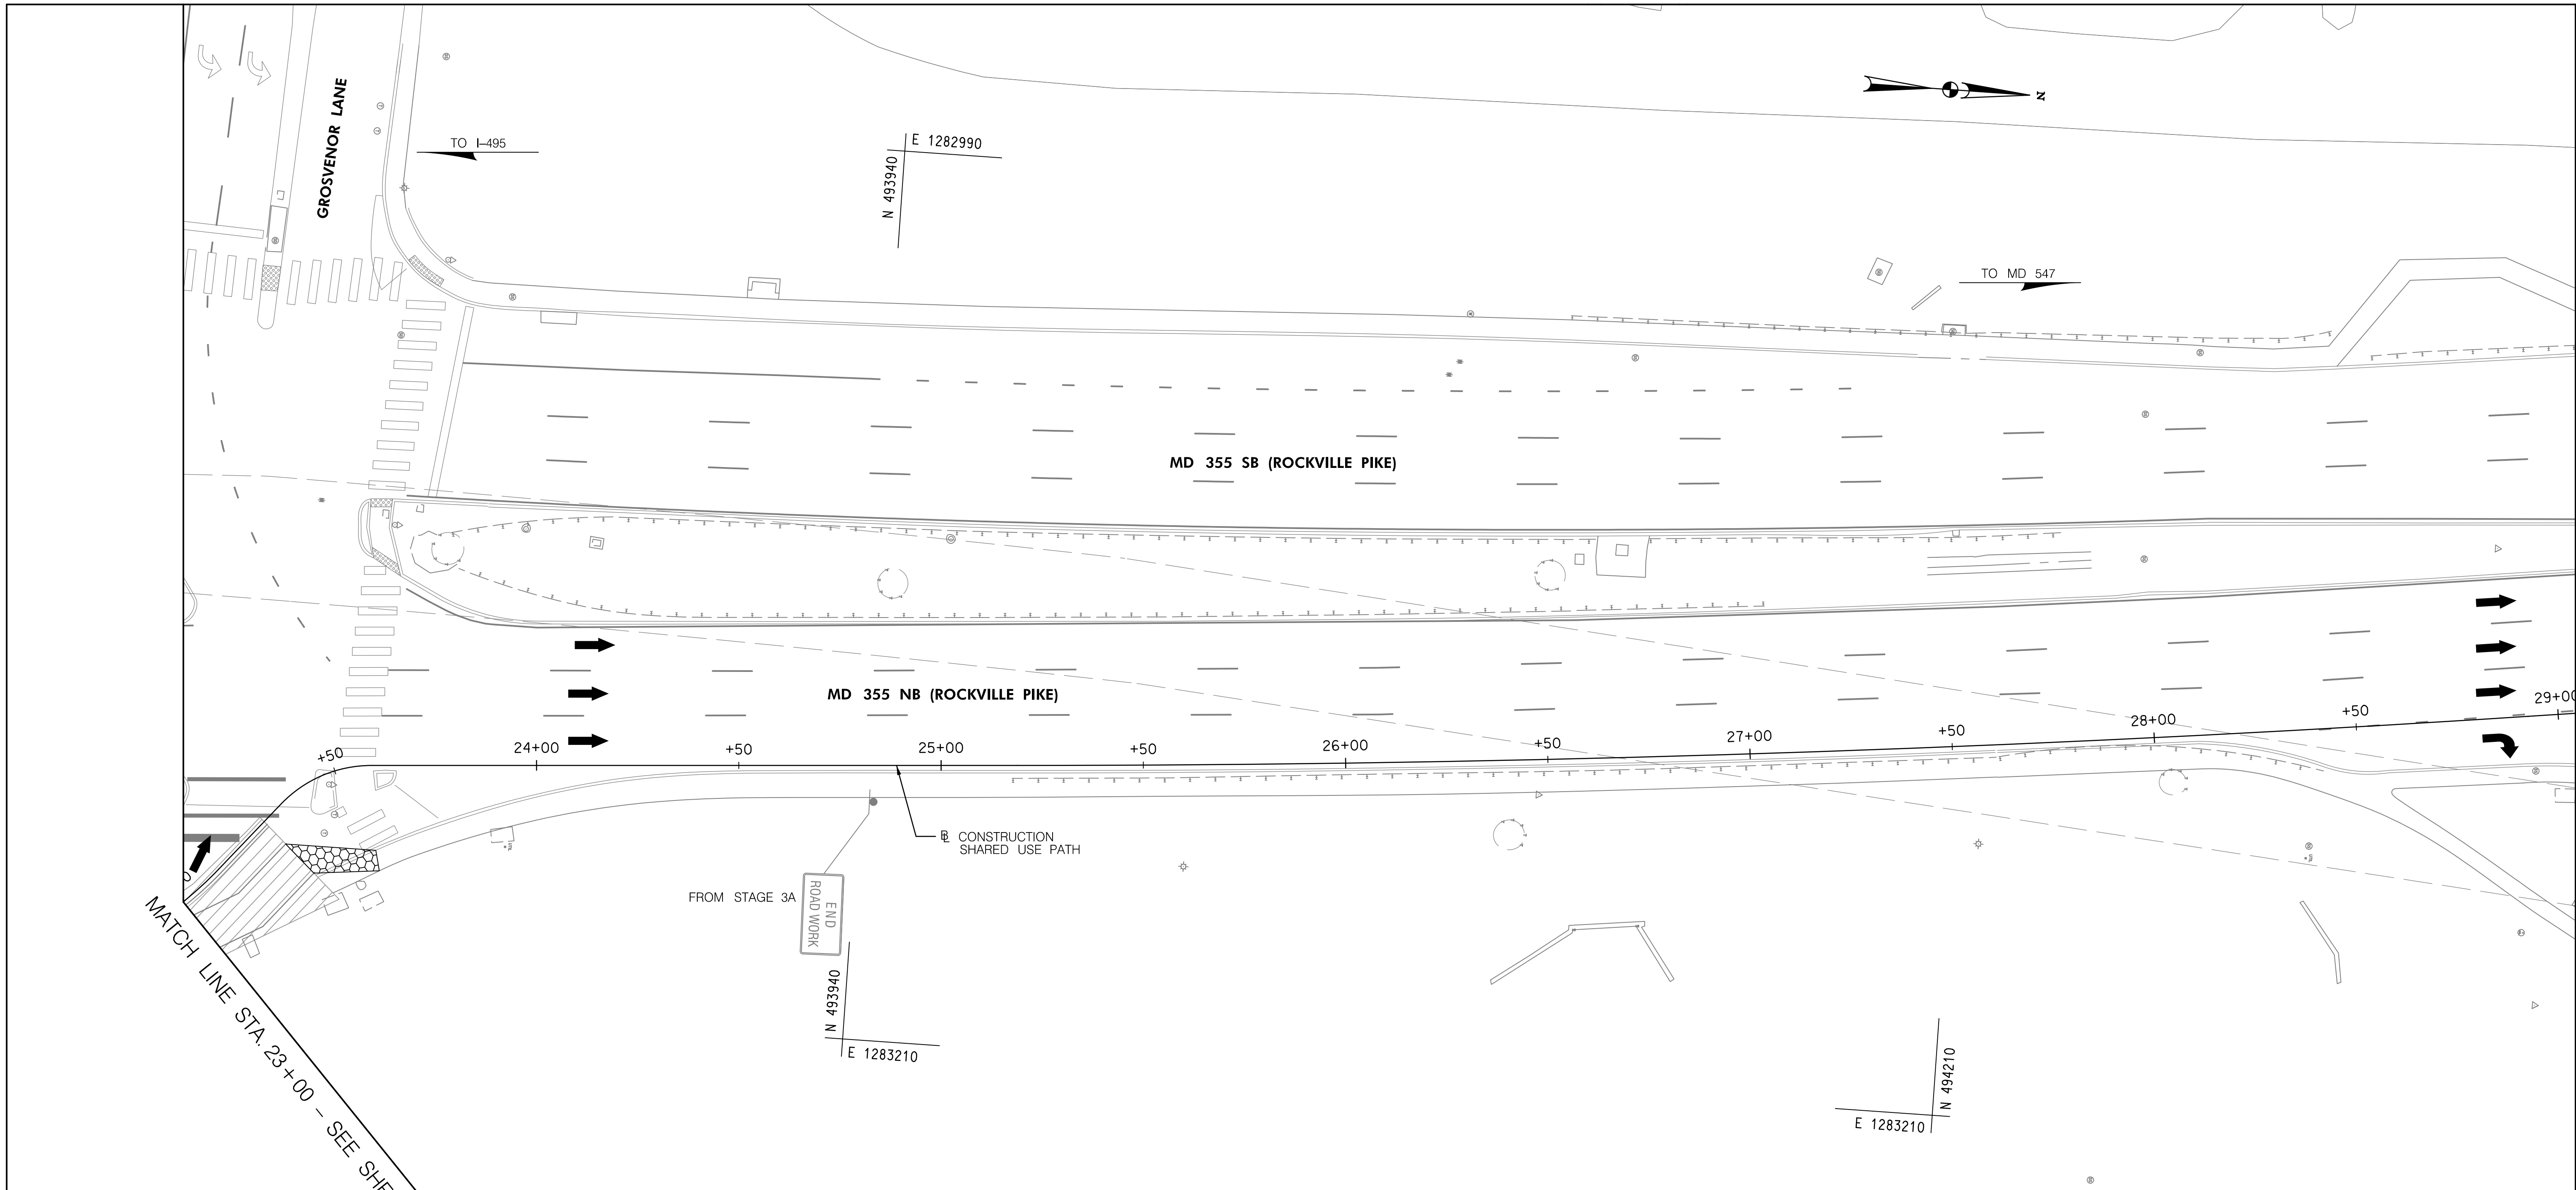 GROSVENOR LANE
TO I-495
E 1282990
N 493940
N
TO MD 547
MD 355 SB (ROCKVILLE PIKE)
MD 355 NB (ROCKVILLE PIKE)
+50
24+00
+50
25+00
+50
26+00
+50
27+00
+50
28+00
+50
29+00
BL CONSTRUCTION
SHARED USE PATH
FROM STAGE 3A
END
ROAD WORK
MATCH LINE STA. 23+00 - SEE SHE
N 493940
E 1283210
N 494210
E 1283210